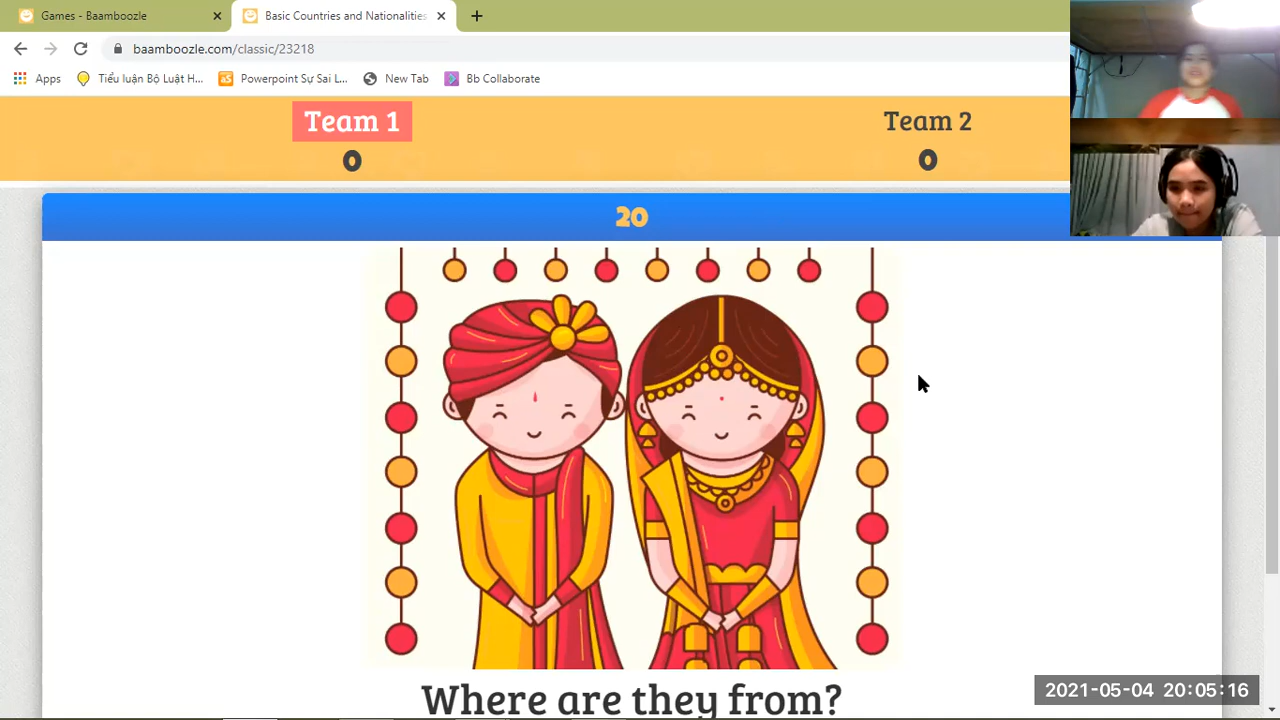 Games - Baamboozle
Basic Countries and Nationalities
baamboozle.com/classic/23218
Apps
Tiểu luận Bộ Luật H...
Powerpoint Sự Sai L...
New Tab
Bb Collaborate
Team 1
0
Team 2
0
20
Where are they from?
2021-05-04 20:05:16